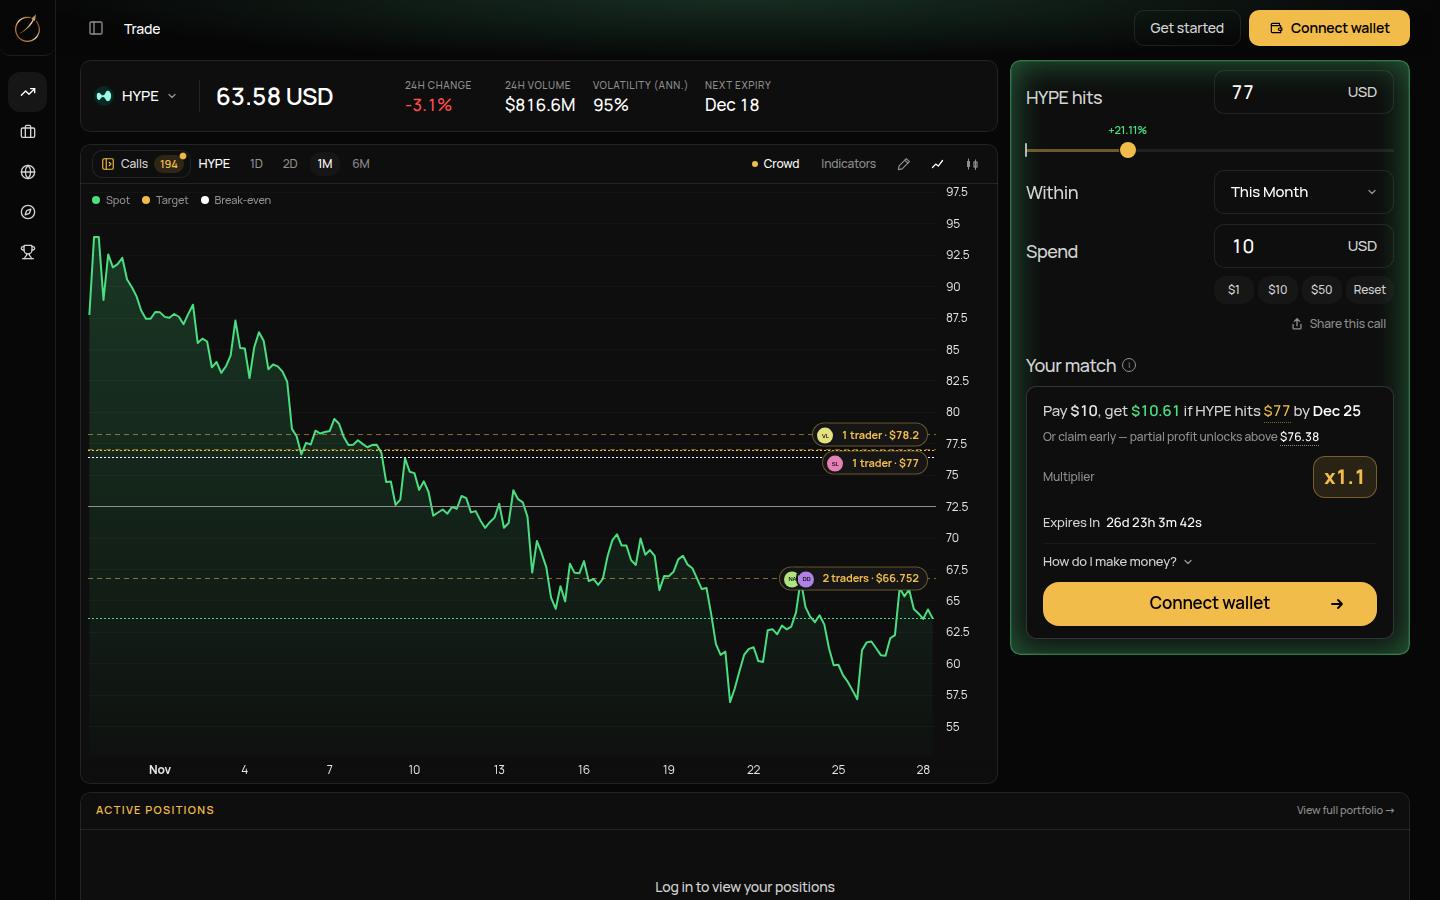 Trade
Get started
Connect wallet
HYPE
63.58 USD
24H CHANGE
-3.1%
24H VOLUME
$816.6M
VOLATILITY (ANN.)
95%
NEXT EXPIRY
Dec 18
Calls 194
HYPE 1D 2D 1M 6M
Crowd Indicators
Spot Target Break-even
97.5
95
92.5
90
87.5
85
82.5
80
77.5
75
72.5
70
67.5
65
62.5
60
57.5
55
VL 1 trader · $78.2
SL 1 trader · $77
NA DD 2 traders · $66.752
Nov 4 7 10 13 16 19 22 25 28
HYPE hits
77 USD
+21.11%
Within
This Month
Spend
10 USD
$1 $10 $50 Reset
Share this call
Your match
Pay $10, get $10.61 if HYPE hits $77 by Dec 25
Or claim early — partial profit unlocks above $76.38
Multiplier
x1.1
Expires In 26d 23h 3m 42s
How do I make money?
Connect wallet →
ACTIVE POSITIONS
View full portfolio →
Log in to view your positions